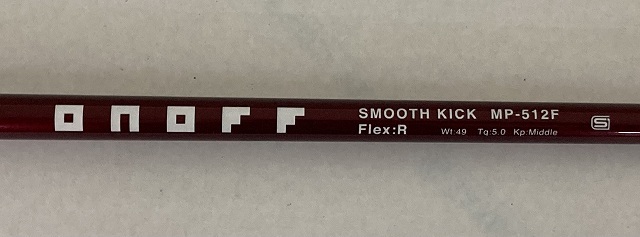 onoff
SMOOTH KICK MP-512F
Flex:R Wt:49 Tq:5.0 Kp:Middle
S